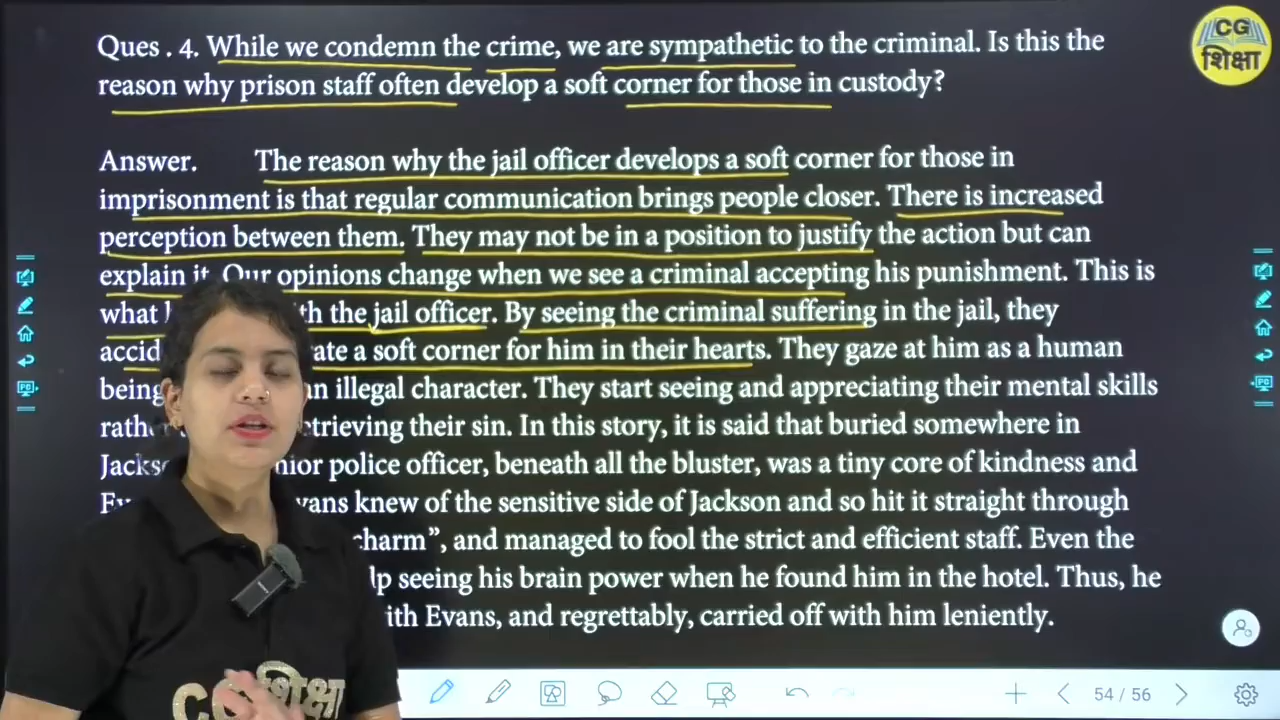 Ques . 4. While we condemn the crime, we are sympathetic to the criminal. Is this the
reason why prison staff often develop a soft corner for those in custody?
CG
शिक्षा
Answer. The reason why the jail officer develops a soft corner for those in
imprisonment is that regular communication brings people closer. There is increased
perception between them. They may not be in a position to justify the action but can
explain it. Our opinions change when we see a criminal accepting his punishment. This is
what the jail officer. By seeing the criminal suffering in the jail, they
a soft corner for him in their hearts. They gaze at him as a human
being illegal character. They start seeing and appreciating their mental skills
their sin. In this story, it is said that buried somewhere in
police officer, beneath all the bluster, was a tiny core of kindness and
knew of the sensitive side of Jackson and so hit it straight through
charm”, and managed to fool the strict and efficient staff. Even the
seeing his brain power when he found him in the hotel. Thus, he
Evans, and regrettably, carried off with him leniently.
54 / 56